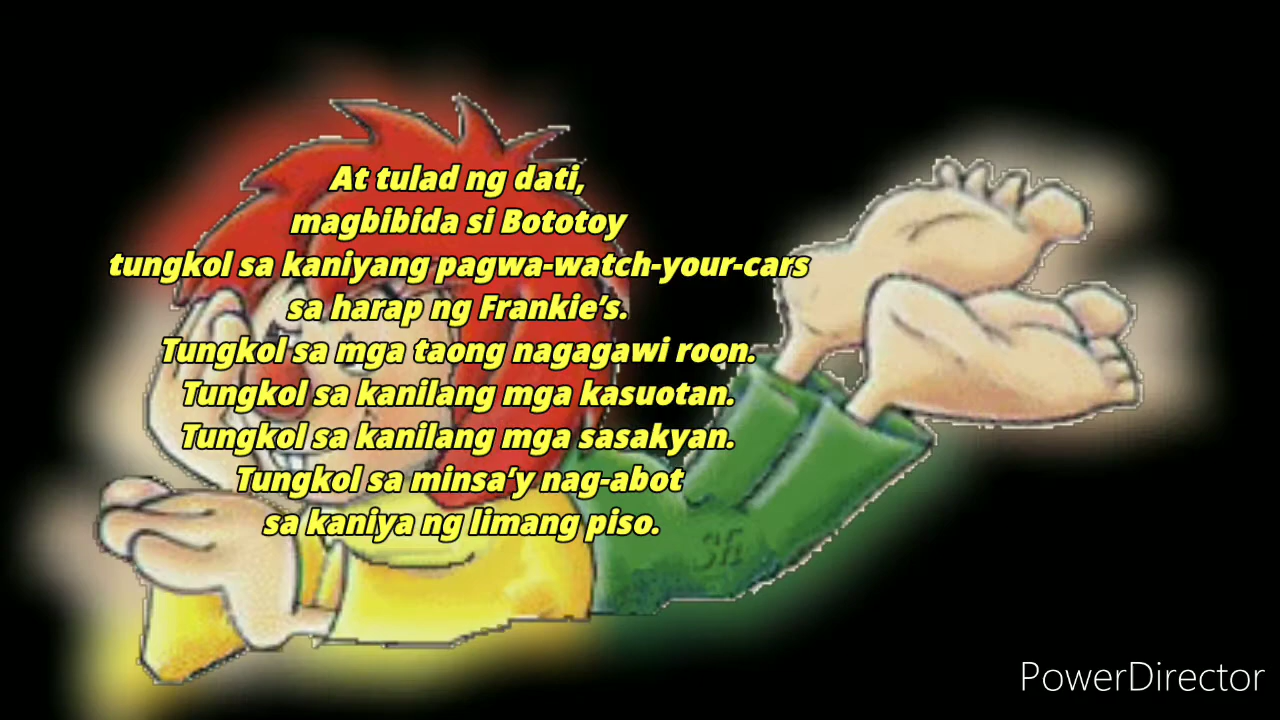 At tulad ng dati,
magbibida si Bototoy
tungkol sa kaniyang pagwa-watch-your-cars
sa harap ng Frankie’s.
Tungkol sa mga taong nagagawi roon.
Tungkol sa kanilang mga kasuotan.
Tungkol sa kanilang mga sasakyan.
Tungkol sa minsa’y nag-abot
sa kaniya ng limang piso.
Sh
PowerDirector